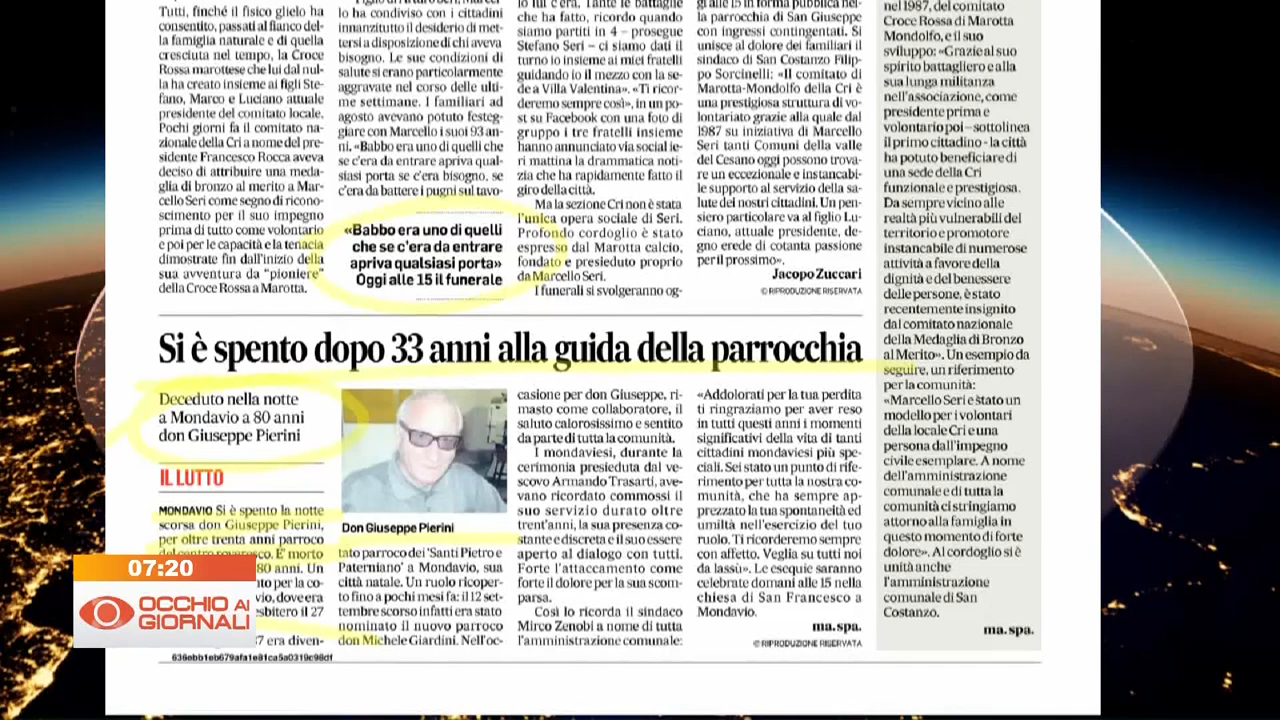 Tutti, finché il fisico glielo ha
consentito, passati al fianco del-
la famiglia naturale e di quella
cresciuta nel tempo, la Croce
Rossa marottese che lui dal nul-
la ha creato insieme ai figli Ste-
fano, Marco e Luciano attuale
presidente del comitato locale.
Pochi giorni fa il comitato na-
zionale della Cri a nome del pre-
sidente Francesco Rocca aveva
deciso di attribuire una meda-
glia di bronzo al merito a Mar-
cello Seri come segno di ricono-
scimento per il suo impegno
prima di tutto come volontario
e poi per le capacità e la tenacia
dimostrate fin dall'inizio della
sua avventura da "pioniere"
della Croce Rossa a Marotta.
lo ha condiviso con i cittadini
innanzitutto il desiderio di met-
tersi a disposizione di chi aveva
bisogno. Le sue condizioni di
salute si erano particolarmente
aggravate nel corso delle ulti-
me settimane. I familiari ad
agosto avevano potuto festeg-
giare con Marcello i suoi 93 an-
ni. «Babbo era uno di quelli che
se c'era da entrare apriva qual-
siasi porta se c'era bisogno, se
c'era da battere i pugni sul tavo-
«Babbo era uno di quelli
che se c'era da entrare
apriva qualsiasi porta»
Oggi alle 15 il funerale
lo lui c'era. Tante le battaglie
che ha fatto, ricordo quando
siamo partiti in 4 – prosegue
Stefano Seri – ci siamo dati il
turno io insieme ai miei fratelli
guidando io il mezzo con la se-
de a Villa Valentina». «Ti ricor-
deremo sempre così», in un po-
st su Facebook con una foto di
gruppo i tre fratelli insieme
hanno annunciato via social ie-
ri mattina la drammatica noti-
zia che ha rapidamente fatto il
giro della città.
Ma la sezione Cri non è stata
l'unica opera sociale di Seri.
Profondo cordoglio è stato
espresso dal Marotta calcio,
fondato e presieduto proprio
da Marcello Seri.
I funerali si svolgeranno og-
gi alle 15 in forma pubblica nel-
la parrocchia di San Giuseppe
con ingressi contingentati. Si
unisce al dolore dei familiari il
sindaco di San Costanzo Filip-
po Sorcinelli: «Il comitato di
Marotta-Mondolfo della Cri è
una prestigiosa struttura di vo-
lontariato grazie alla quale dal
1987 su iniziativa di Marcello
Seri tanti Comuni della valle
del Cesano oggi possono trova-
re un eccezionale e instancabi-
le supporto al servizio della sa-
lute dei nostri cittadini. Un pen-
siero particolare va al figlio Lu-
ciano, attuale presidente, de-
gno erede di cotanta passione
per il prossimo».
Jacopo Zuccari
© RIPRODUZIONE RISERVATA
nel 1987, del comitato
Croce Rossa di Marotta
Mondolfo, e il suo
sviluppo: «Grazie al suo
spirito battagliero e alla
sua lunga militanza
nell'associazione, come
presidente prima e
volontario poi – sottolinea
il primo cittadino - la città
ha potuto beneficiare di
una sede della Cri
funzionale e prestigiosa.
Da sempre vicino alle
realtà più vulnerabili del
territorio e promotore
instancabile di numerose
attività a favore della
dignità e del benessere
delle persone, è stato
recentemente insignito
dal comitato nazionale
della Medaglia di Bronzo
al Merito». Un esempio da
seguire, un riferimento
per la comunità:
«Marcello Seri è stato un
modello per i volontari
della locale Cri e una
persona dall'impegno
civile esemplare. A nome
dell'amministrazione
comunale e di tutta la
comunità ci stringiamo
attorno alla famiglia in
questo momento di forte
dolore». Al cordoglio si è
unità anche
l'amministrazione
comunale di San
Costanzo.
ma. spa.
Si è spento dopo 33 anni alla guida della parrocchia
Deceduto nella notte
a Mondavio a 80 anni
don Giuseppe Pierini
IL LUTTO
MONDAVIO Si è spento la notte
scorsa don Giuseppe Pierini,
per oltre trenta anni parroco
del centro roveresco. E' morto
80 anni. Un
to per la co-
vio, dove era
sbitero il 27
7 era diven-
Don Giuseppe Pierini
tato parroco dei 'Santi Pietro e
Paterniano' a Mondavio, sua
città natale. Un ruolo ricoper-
to fino a pochi mesi fa: il 12 set-
tembre scorso infatti era stato
nominato il nuovo parroco
don Michele Giardini. Nell'oc-
casione per don Giuseppe, ri-
masto come collaboratore, il
saluto calorosissimo e sentito
da parte di tutta la comunità.
I mondaviesi, durante la
cerimonia presieduta dal ve-
scovo Armando Trasarti, ave-
vano ricordato commossi il
suo servizio durato oltre
trent'anni, la sua presenza co-
stante e discreta e il suo essere
aperto al dialogo con tutti.
Forte l'attaccamento come
forte il dolore per la sua scom-
parsa.
Così lo ricorda il sindaco
Mirco Zenobi a nome di tutta
l'amministrazione comunale:
«Addolorati per la tua perdita
ti ringraziamo per aver reso
in tutti questi anni i momenti
significativi della vita di tanti
cittadini mondaviesi più spe-
ciali. Sei stato un punto di rife-
rimento per tutta la nostra co-
munità, che ha sempre ap-
prezzato la tua spontaneità ed
umiltà nell'esercizio del tuo
ruolo. Ti ricorderemo sempre
con affetto. Veglia su tutti noi
da lassù». Le esequie saranno
celebrate domani alle 15 nella
chiesa di San Francesco a
Mondavio.
ma. spa.
© RIPRODUZIONE RISERVATA
07:20
OCCHIO AI
GIORNALI